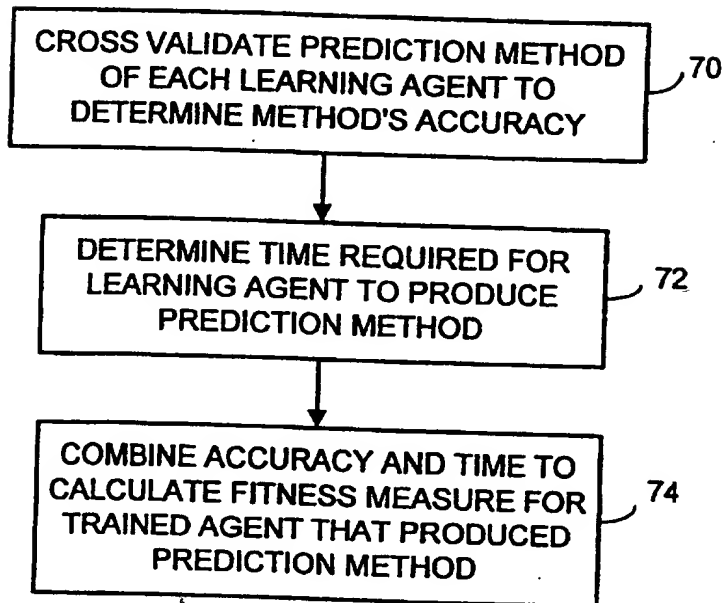 CROSS VALIDATE PREDICTION METHOD
OF EACH LEARNING AGENT TO
DETERMINE METHOD'S ACCURACY
70
DETERMINE TIME REQUIRED FOR
LEARNING AGENT TO PRODUCE
PREDICTION METHOD
72
COMBINE ACCURACY AND TIME TO
CALCULATE FITNESS MEASURE FOR
TRAINED AGENT THAT PRODUCED
PREDICTION METHOD
74